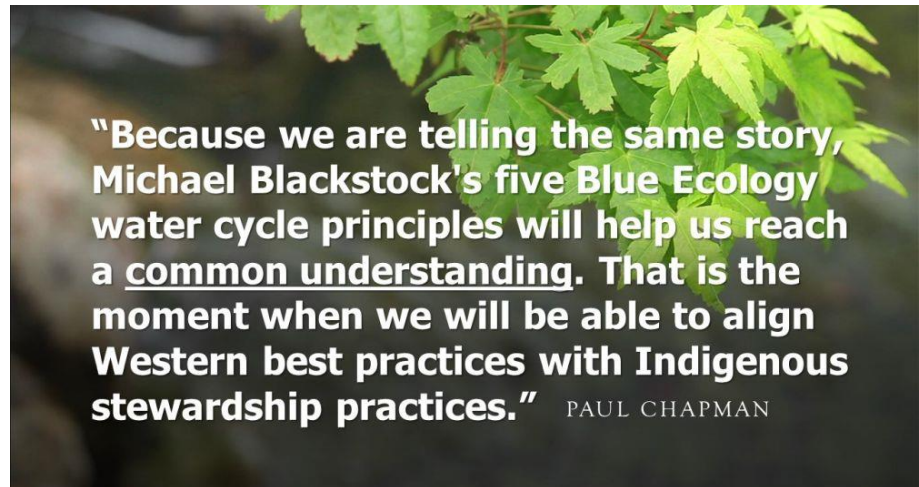 “Because we are telling the same story,
Michael Blackstock's five Blue Ecology
water cycle principles will help us reach
a common understanding. That is the
moment when we will be able to align
Western best practices with Indigenous
stewardship practices.” PAUL CHAPMAN